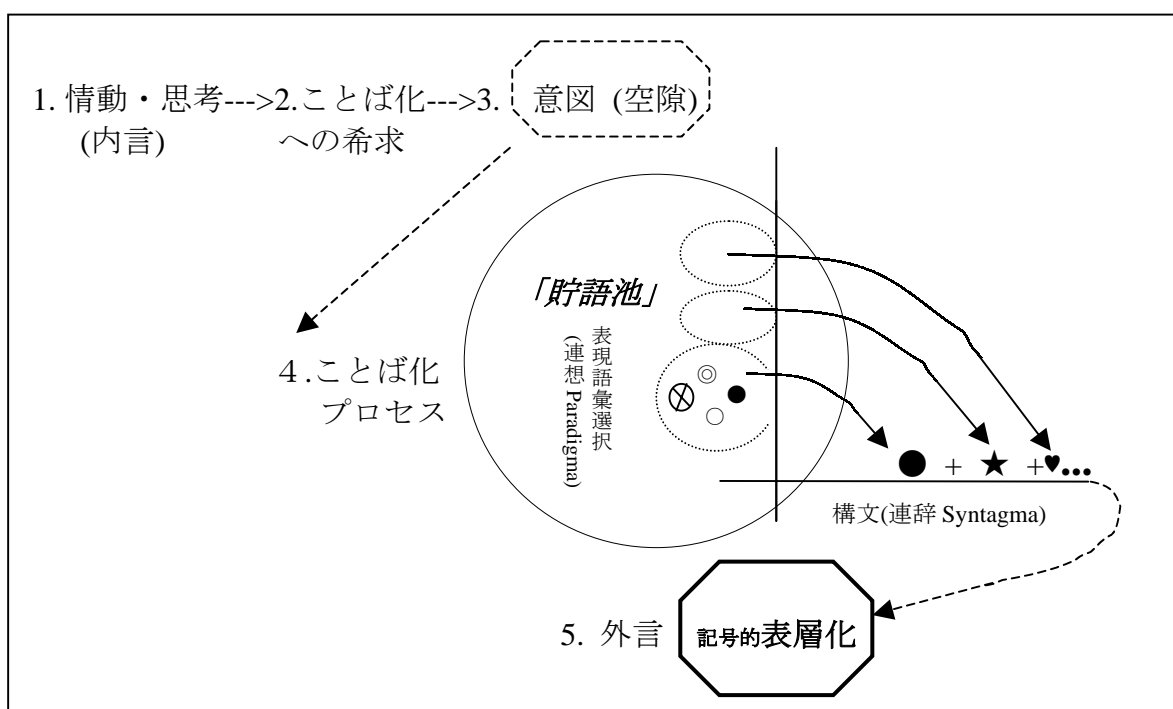 1. 情動・思考--->2.ことば化--->3. 意図 (空隙)
(内言) への希求
「貯語池」
表現語彙選択
(連想 Paradigma)
４.ことば化
プロセス
● + ★ +♥...
構文(連辞 Syntagma)
5. 外言 記号的表層化